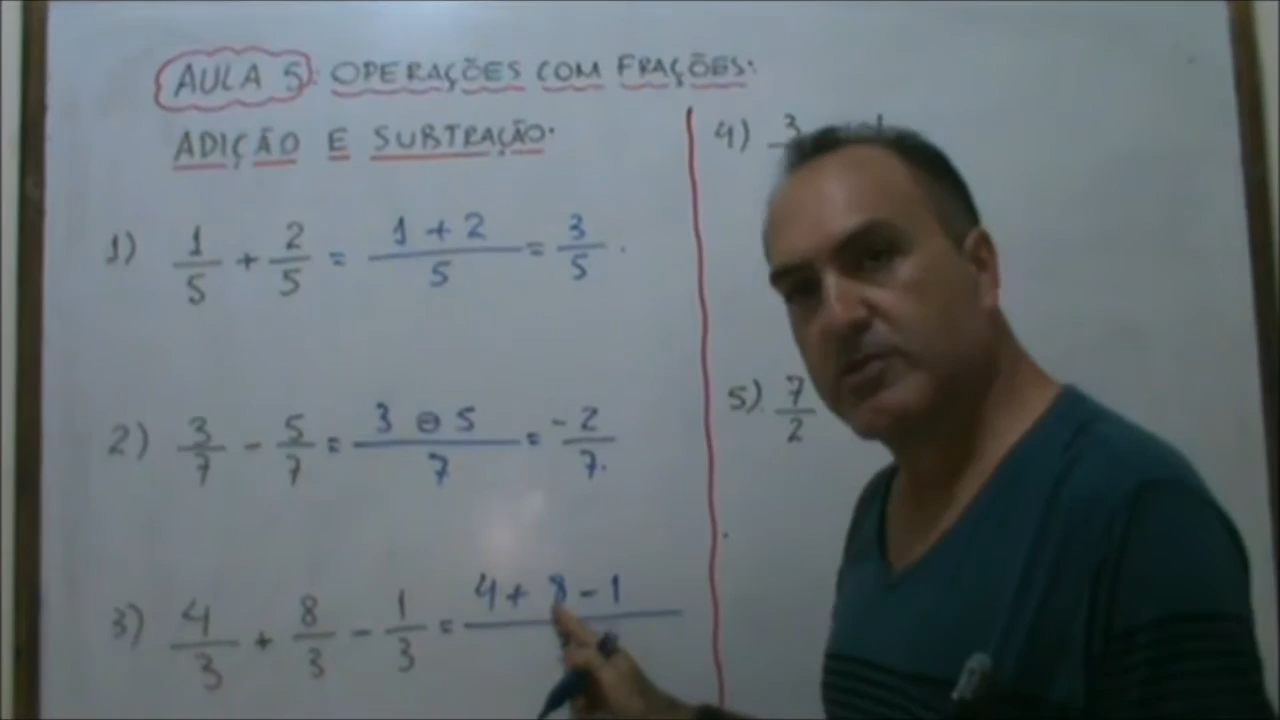 AULA 5: OPERAÇÕES COM FRAÇÕES:
ADIÇÃO E SUBTRAÇÃO.
1) 1/5 + 2/5 = (1 + 2)/5 = 3/5.
2) 3/7 - 5/7 = (3 ⊖ 5)/7 = -2/7.
3) 4/3 + 8/3 - 1/3 = 4 + 8 - 1
4) 3
5) 7/2